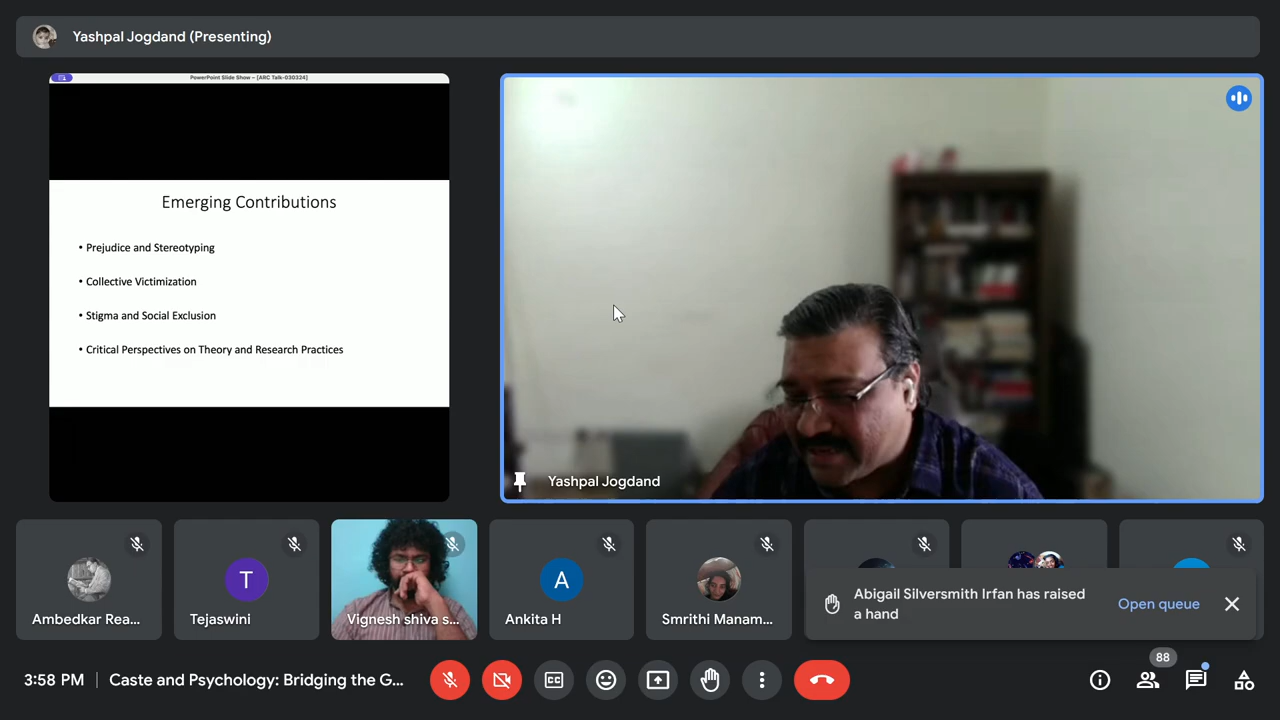 Yashpal Jogdand (Presenting)
PowerPoint Slide Show – [ARC Talk-030324]
Emerging Contributions
• Prejudice and Stereotyping
• Collective Victimization
• Stigma and Social Exclusion
• Critical Perspectives on Theory and Research Practices
Yashpal Jogdand
Ambedkar Rea...
T
Tejaswini
Vignesh shiva s...
A
Ankita H
Smrithi Manam...
Abigail Silversmith Irfan has raised
a hand
Open queue
88
3:58 PM
Caste and Psychology: Bridging the G...